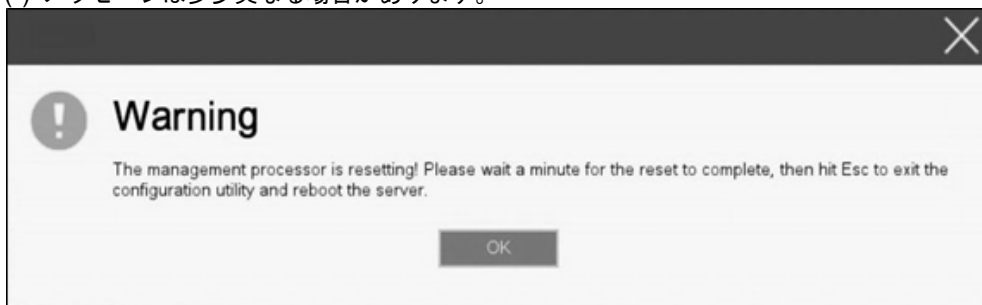 Warning
The management processor is resetting! Please wait a minute for the reset to complete, then hit Esc to exit the
configuration utility and reboot the server.
OK